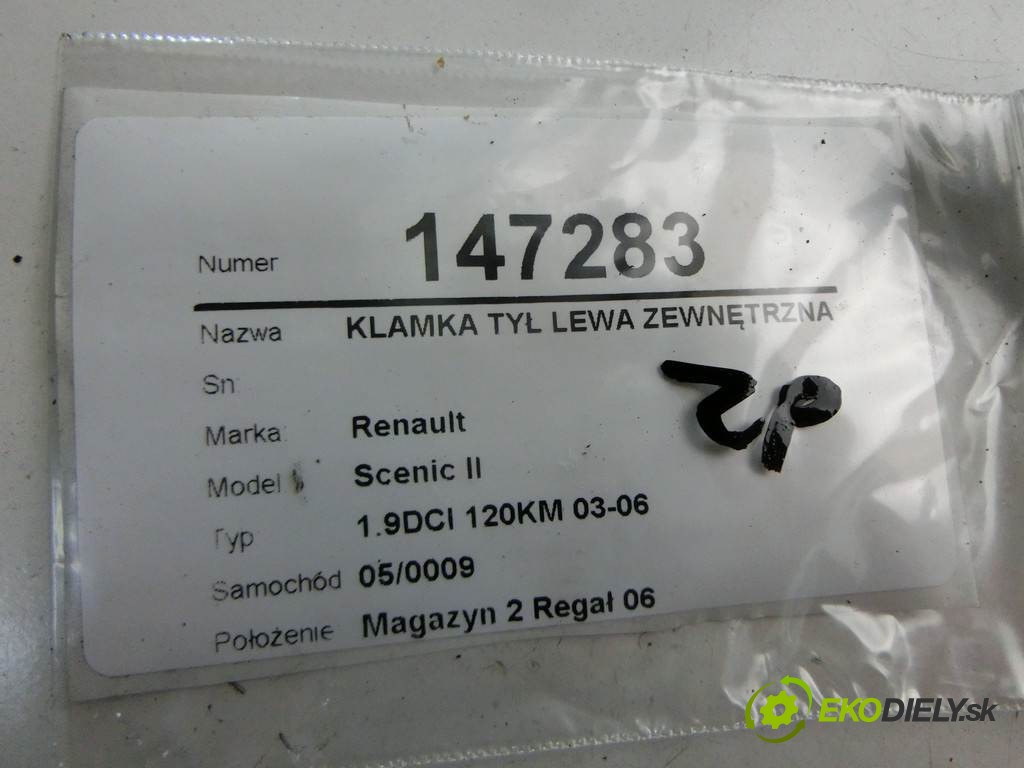 Numer 147283
Nazwa KLAMKA TYŁ LEWA ZEWNĘTRZNA
Sn
Marka Renault
Model Scenic II
Typ 1.9DCI 120KM 03-06
Samochód 05/0009
Położenie Magazyn 2 Regał 06
EKODIELY.sk